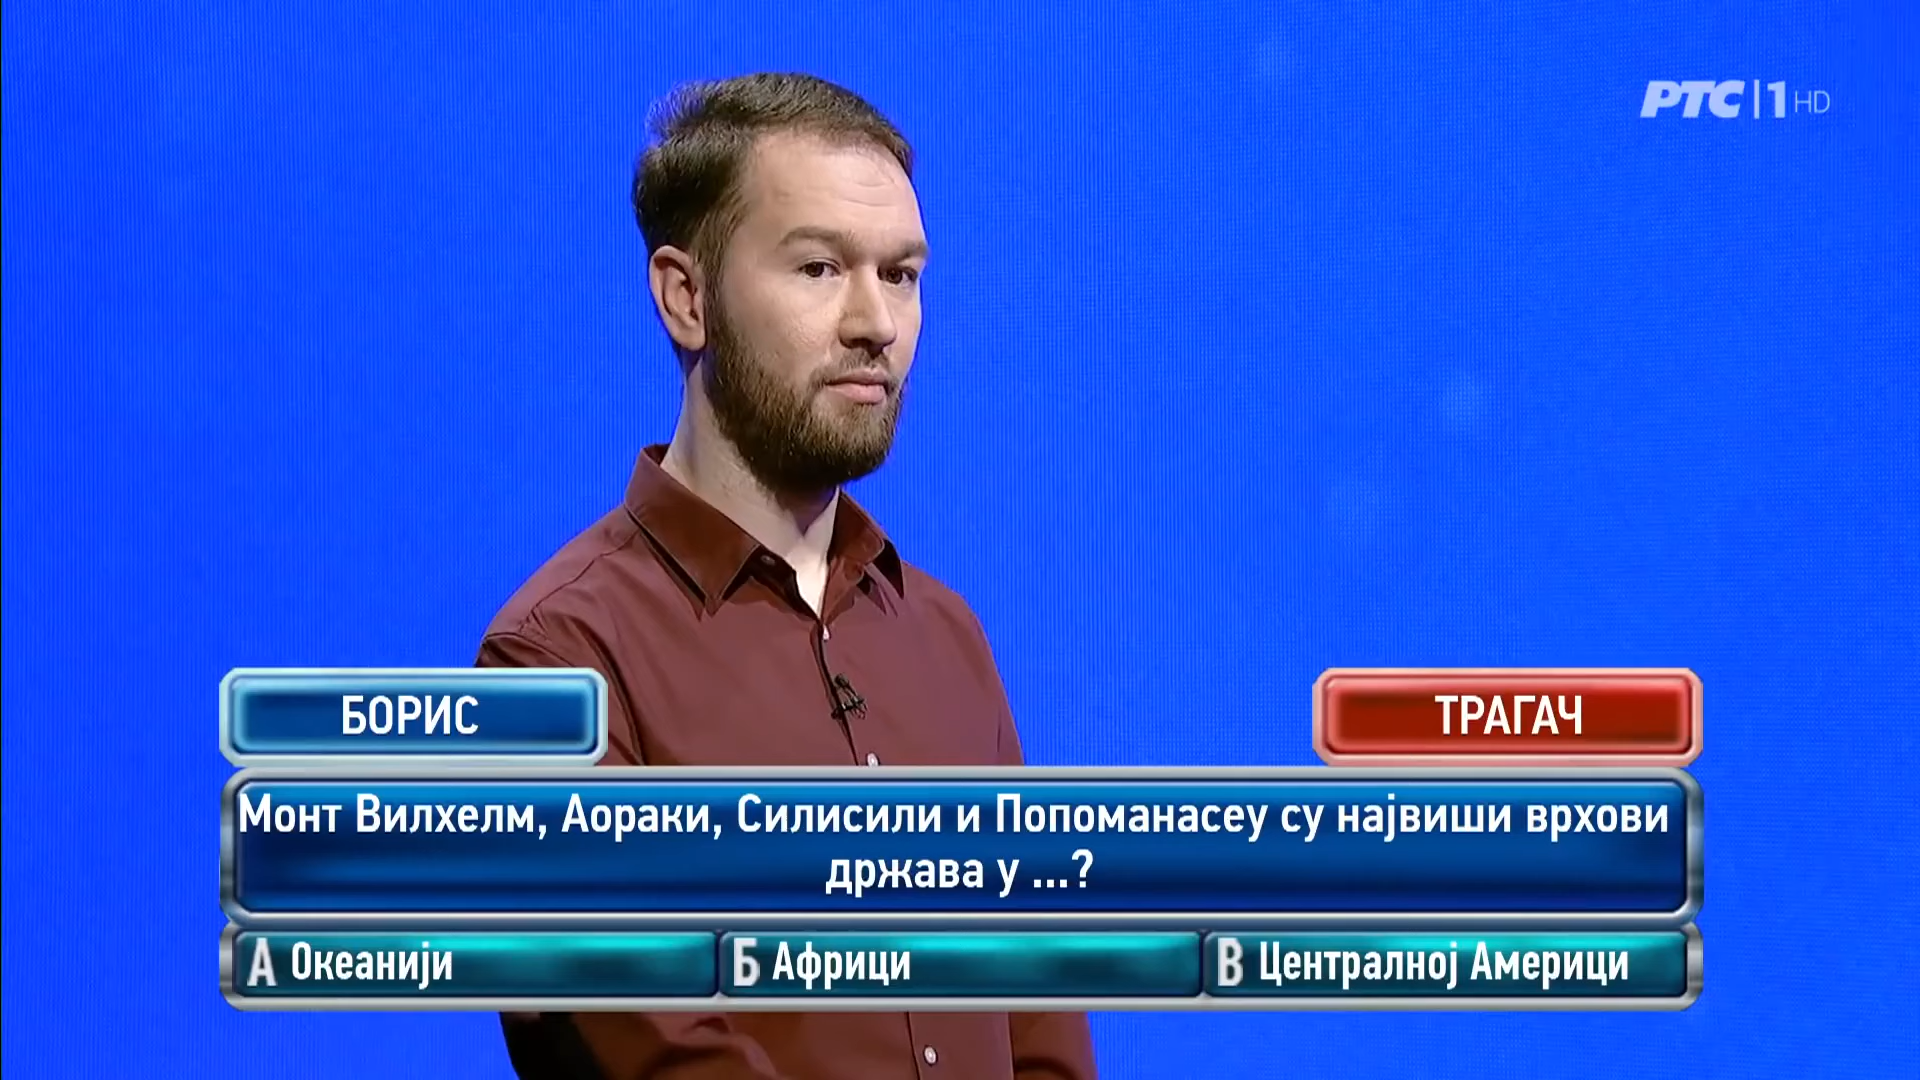 РТС|1 HD
БОРИС
ТРАГАЧ
Монт Вилхелм, Аораки, Силисили и Попоманасеу су највиши врхови
држава у ...?
А Океанији
Б Африци
В Централној Америци